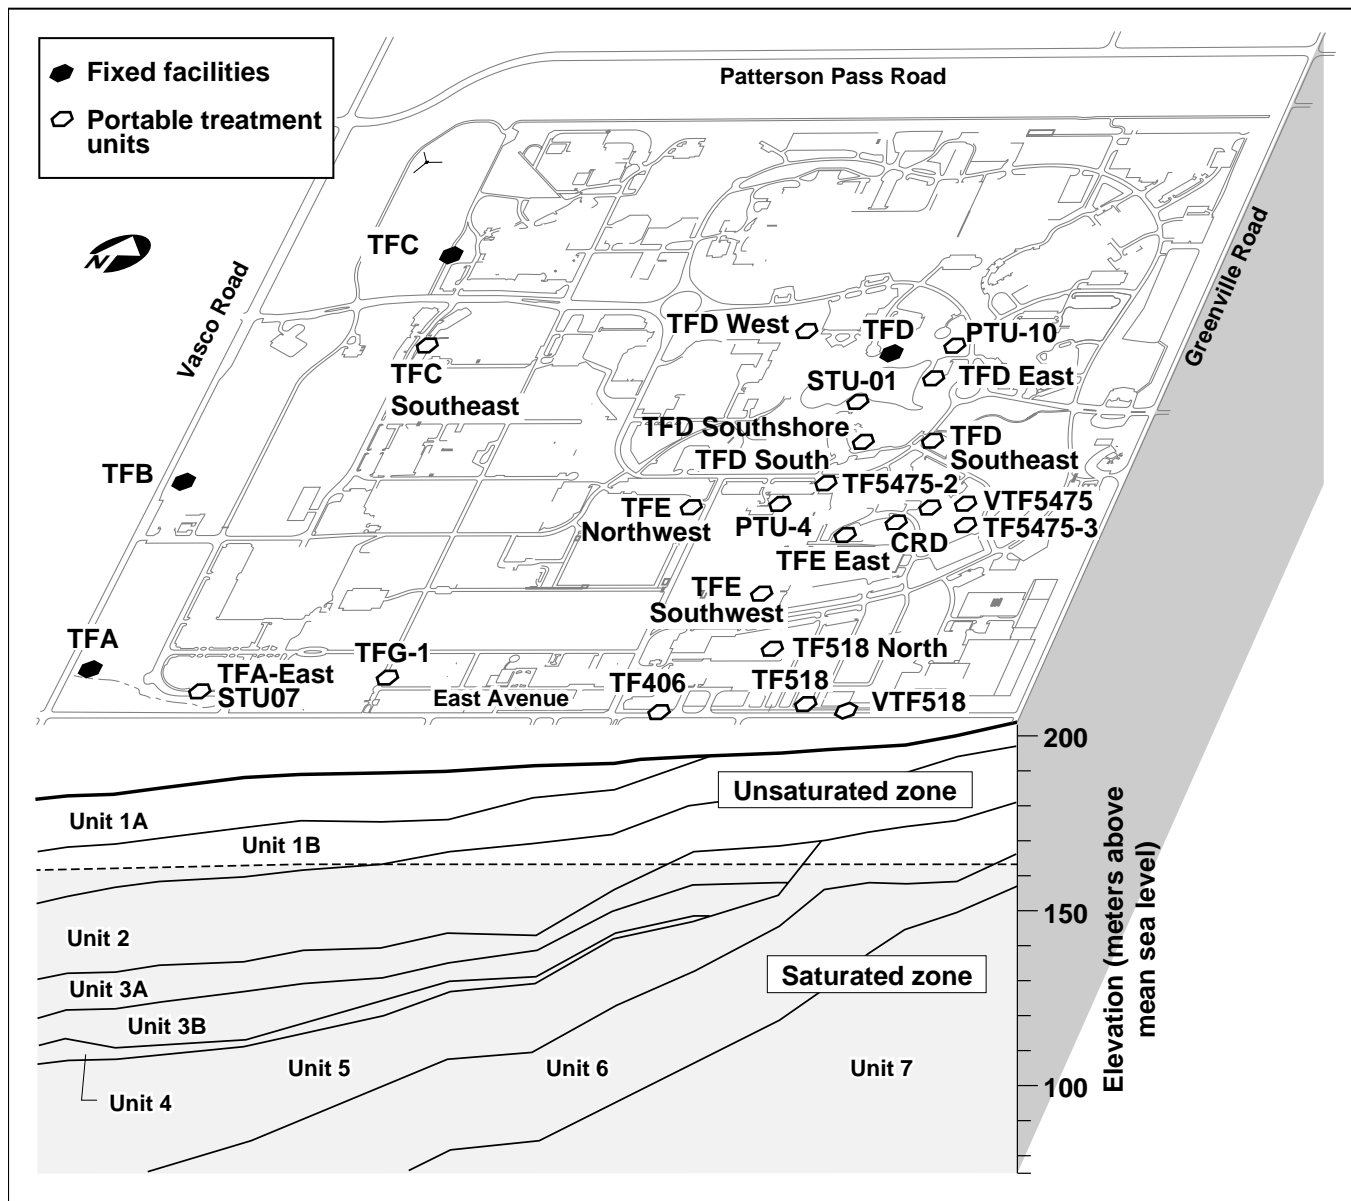 Fixed facilities
Portable treatment
units
Patterson Pass Road
N
TFC
Vasco Road
Greenville Road
TFD West
TFD
PTU-10
TFC
Southeast
STU-01
TFD East
TFD Southshore
TFD
Southeast
TFB
TFD South
TF5475-2
VTF5475
TFE
Northwest
PTU-4
CRD
TF5475-3
TFE East
TFE
Southwest
TFA
TFA-East
STU07
TFG-1
TF518 North
East Avenue
TF406
TF518
VTF518
200
Unsaturated zone
Unit 1A
Unit 1B
150
Unit 2
Saturated zone
Unit 3A
Unit 3B
Unit 5
Unit 6
Unit 7
Unit 4
100
Elevation (meters above
mean sea level)